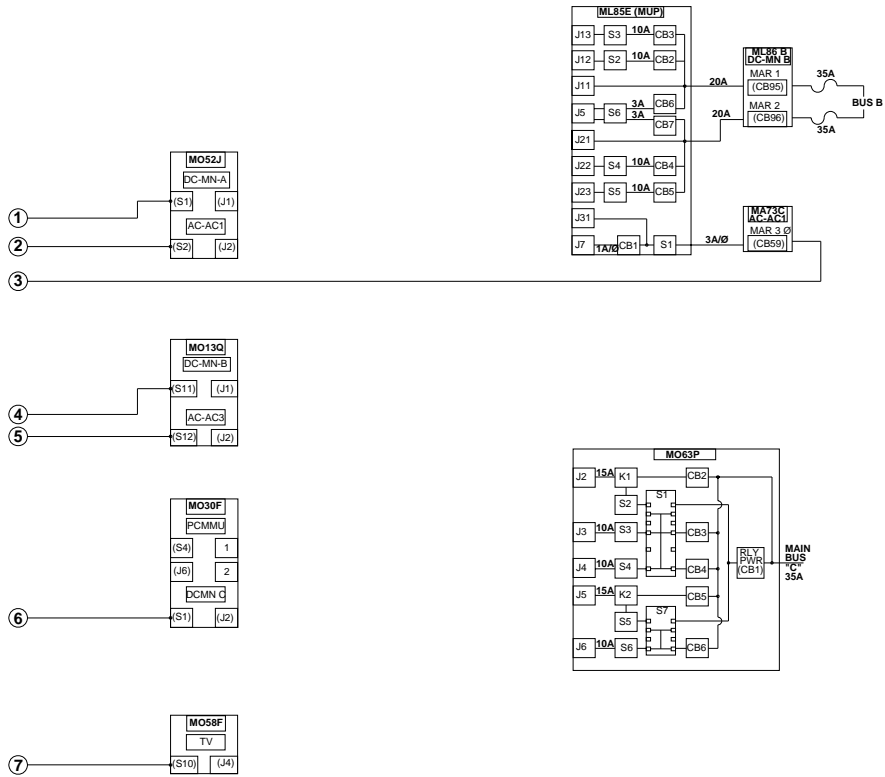 ML85E (MUP)
J13 S3 10A CB3
J12 S2 10A CB2
J11
J5 S6 3A CB6
3A CB7
J21
J22 S4 10A CB4
J23 S5 10A CB5
J31
J7 1A/Ø CB1 S1 3A/Ø
20A
20A
ML86 B
DC-MN B
MAR 1
(CB95)
MAR 2
(CB96)
35A
35A
BUS B
MA73C
AC-AC1
MAR 3 Ø
(CB59)
MO52J
DC-MN-A
1 (S1) (J1)
AC-AC1
2 (S2) (J2)
3
MO13Q
DC-MN-B
4 (S11) (J1)
AC-AC3
5 (S12) (J2)
MO30F
PCMMU
(S4) 1
(J6) 2
DCMN C
6 (S1) (J2)
MO63P
J2 15A K1 CB2
S2 S1
J3 10A S3 CB3
J4 10A S4 CB4
J5 15A K2 CB5
S5 S7
J6 10A S6 CB6
RLY
PWR
(CB1)
MAIN
BUS
"C"
35A
MO58F
TV
7 (S10) (J4)